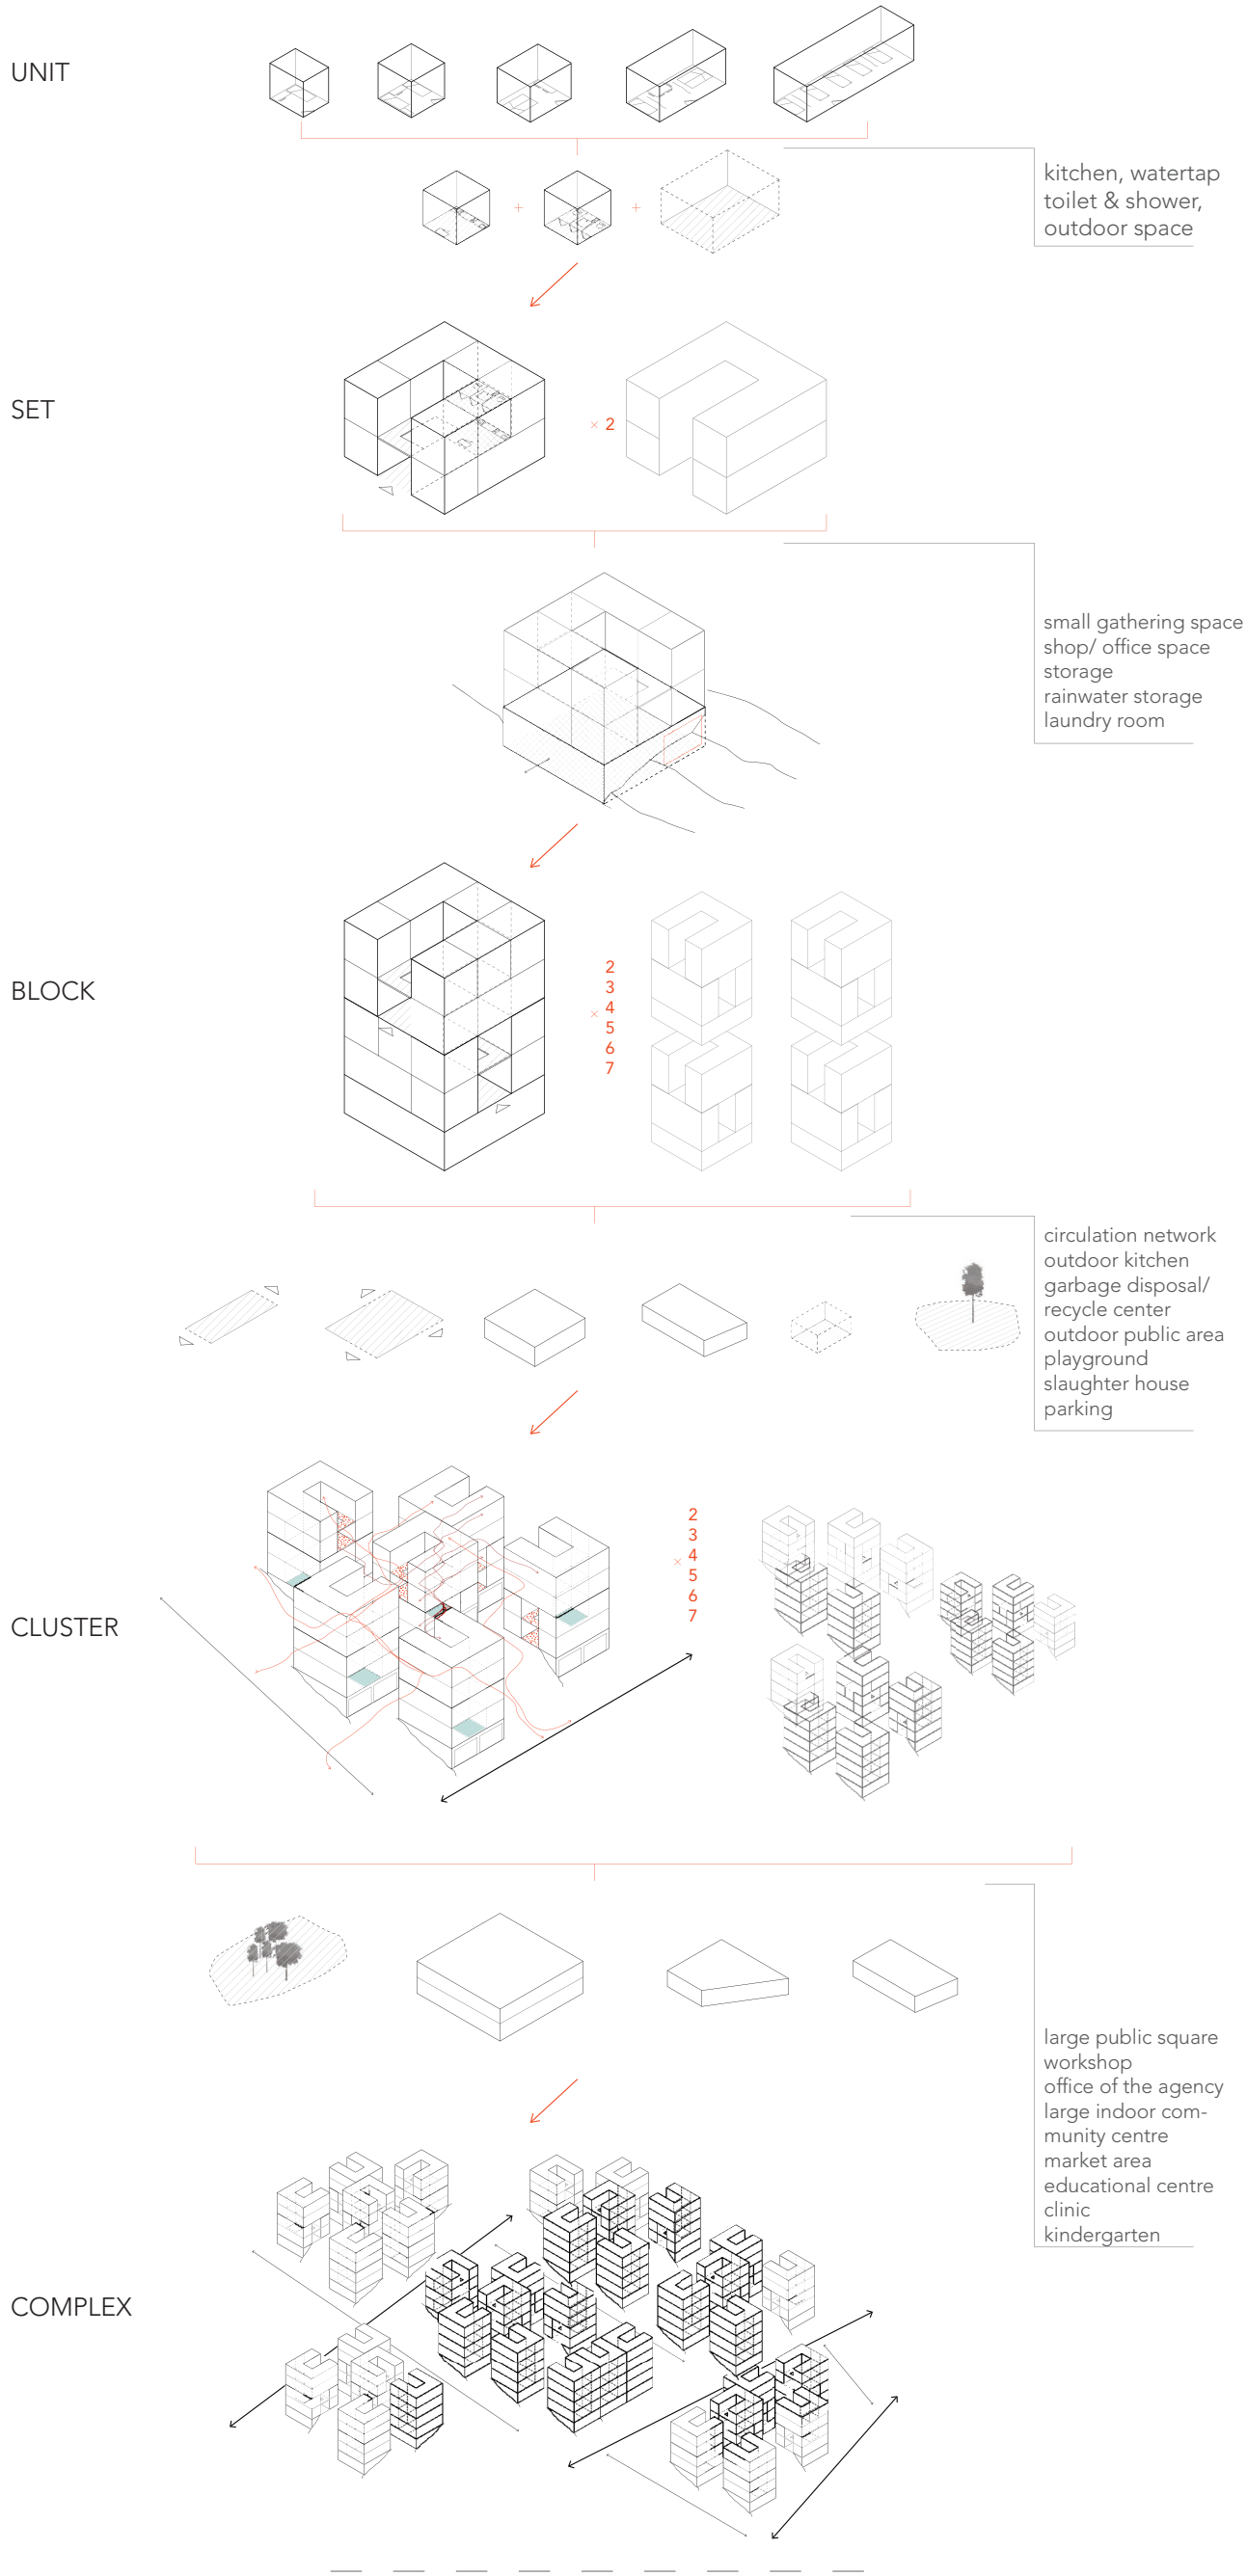 UNIT
+
+
kitchen, watertap
toilet & shower,
outdoor space
SET
× 2
small gathering space
shop/ office space
storage
rainwater storage
laundry room
BLOCK
2
3
× 4
5
6
7
circulation network
outdoor kitchen
garbage disposal/
recycle center
outdoor public area
playground
slaughter house
parking
CLUSTER
2
3
× 4
5
6
7
large public square
workshop
office of the agency
large indoor com-
munity centre
market area
educational centre
clinic
kindergarten
COMPLEX